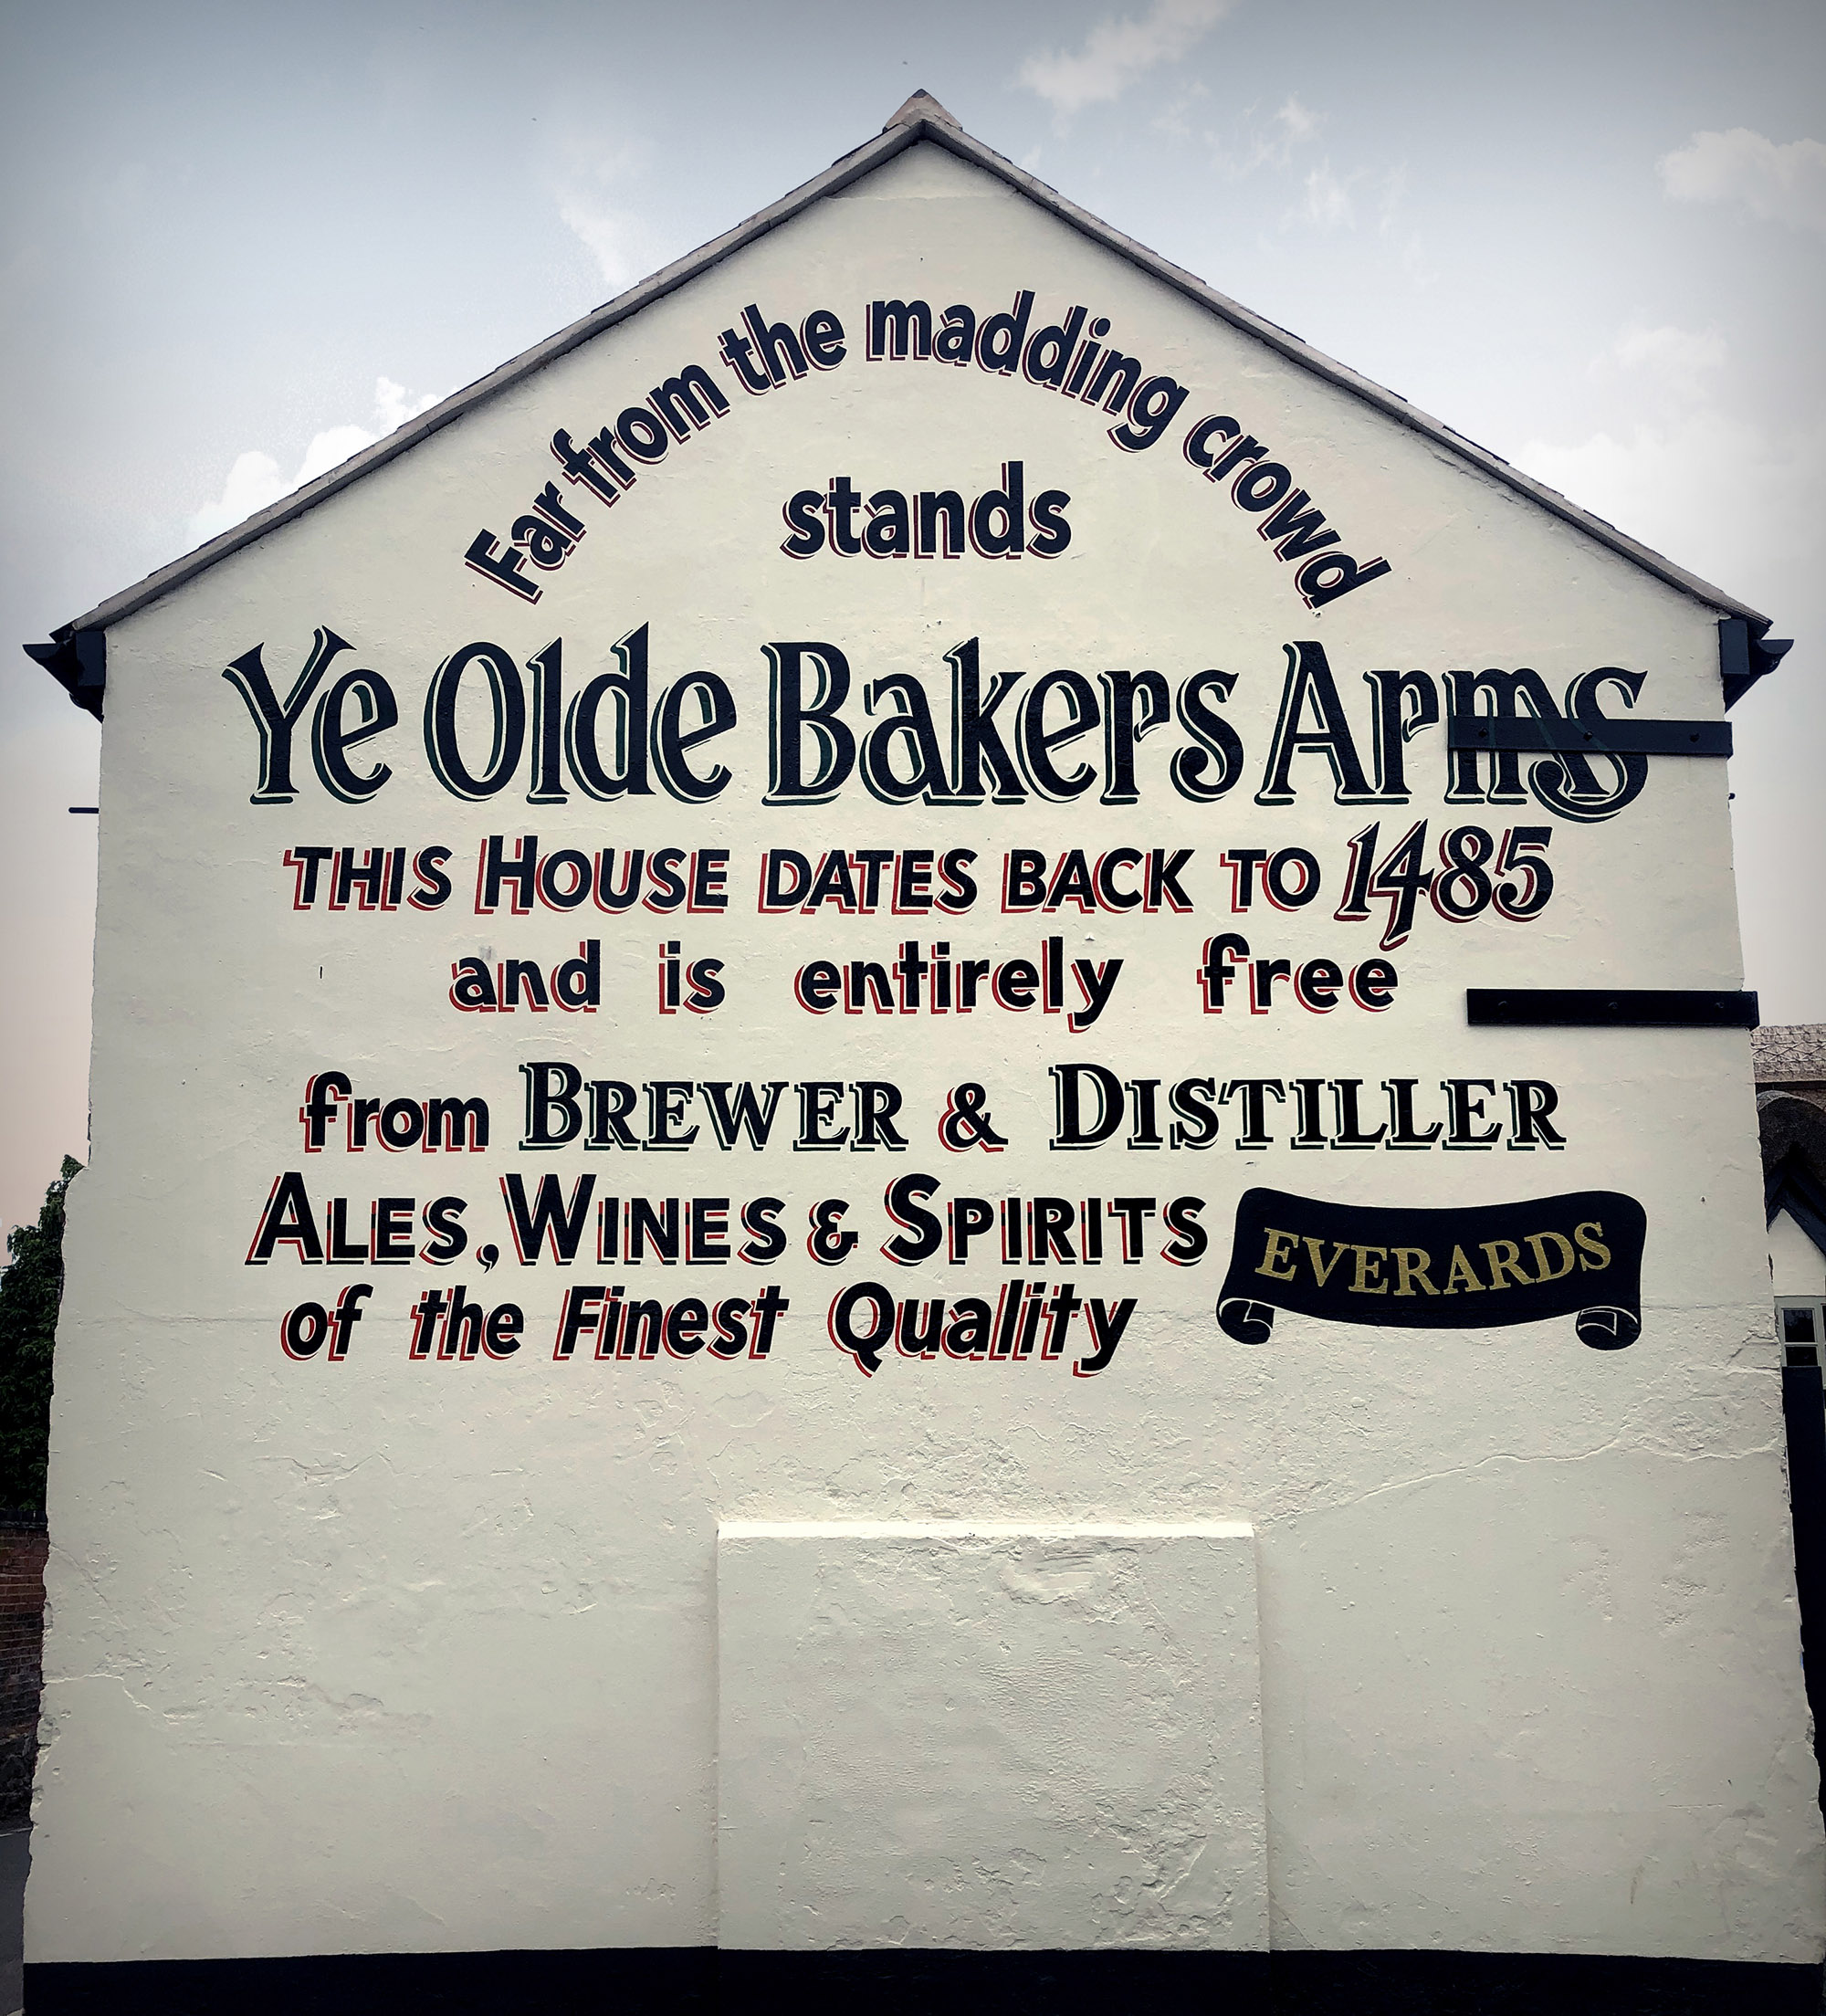 Far from the madding crowd
stands
Ye Olde Bakers Arms
THIS HOUSE DATES BACK TO 1485
and is entirely free
from BREWER & DISTILLER
ALES, WINES & SPIRITS
of the Finest Quality
EVERARDS